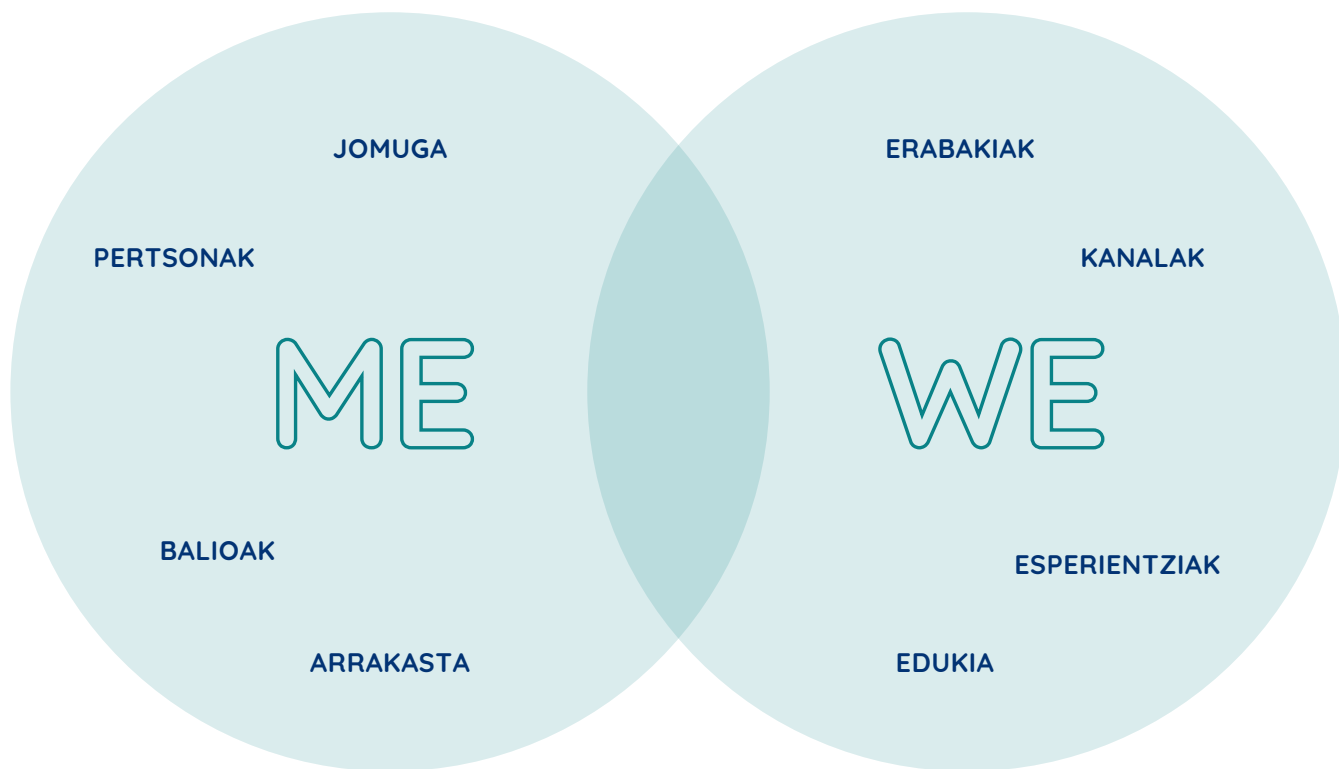 JOMUGA
PERTSONAK
ME
BALIOAK
ARRAKASTA
ERABAKIAK
KANALAK
WE
ESPERIENTZIAK
EDUKIA